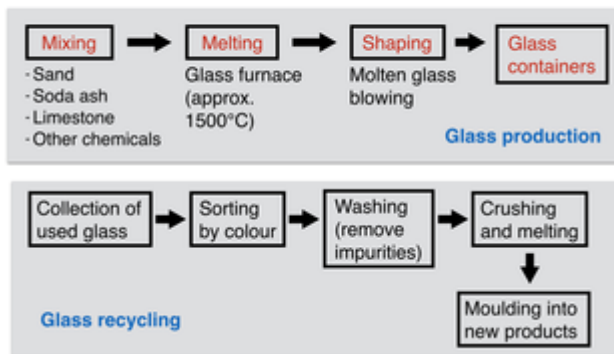 Mixing
- Sand
- Soda ash
- Limestone
- Other chemicals
Melting
Glass furnace
(approx.
1500°C)
Shaping
Molten glass
blowing
Glass
containers
Glass production
Collection of
used glass
Sorting
by colour
Washing
(remove
impurities)
Crushing
and melting
Moulding into
new products
Glass recycling